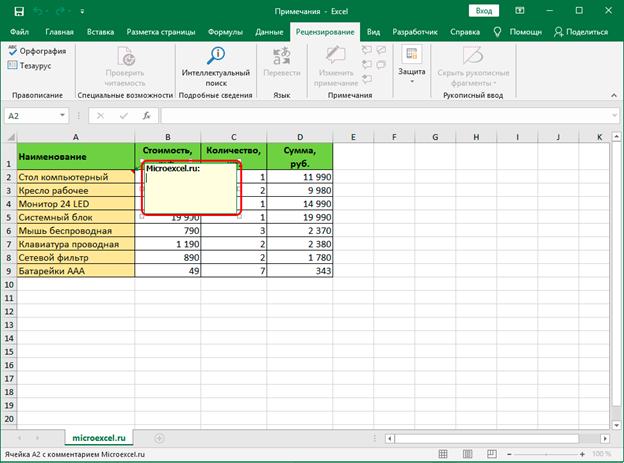 Примечания - Excel
Вход
Файл Главная Вставка Разметка страницы Формулы Данные Рецензирование Вид Разработчик Справка Помощн Поделиться
ABC Орфография
Тезаурус
Правописание
Проверить читаемость
Специальные возможности
Интеллектуальный поиск
Подробные сведения
Перевести
Язык
Изменить примечание
Примечания
Защита
Скрыть рукописные фрагменты
Рукописный ввод
A2
fx
A B C D E F G H I J K
1 Наименование Стоимость, Количество, Сумма, руб.
Microexcel.ru:
2 Стол компьютерный 1 11 990
3 Кресло рабочее 2 9 980
4 Монитор 24 LED 1 14 990
5 Системный блок 19 990 1 19 990
6 Мышь беспроводная 790 3 2 370
7 Клавиатура проводная 1 190 2 2 380
8 Сетевой фильтр 890 2 1 780
9 Батарейки ААА 49 7 343
10
11
12
13
14
15
16
17
18
19
20
microexcel.ru
Ячейка A2 с комментарием Microexcel.ru
100 %